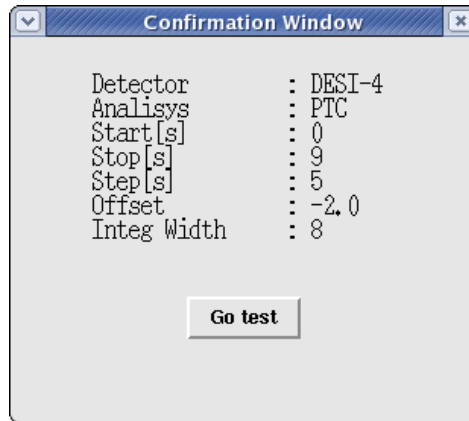 Confirmation Window
Detector : DESI-4
Analisys : PTC
Start[s] : 0
Stop[s] : 9
Step[s] : 5
Offset : -2.0
Integ Width : 8
Go test